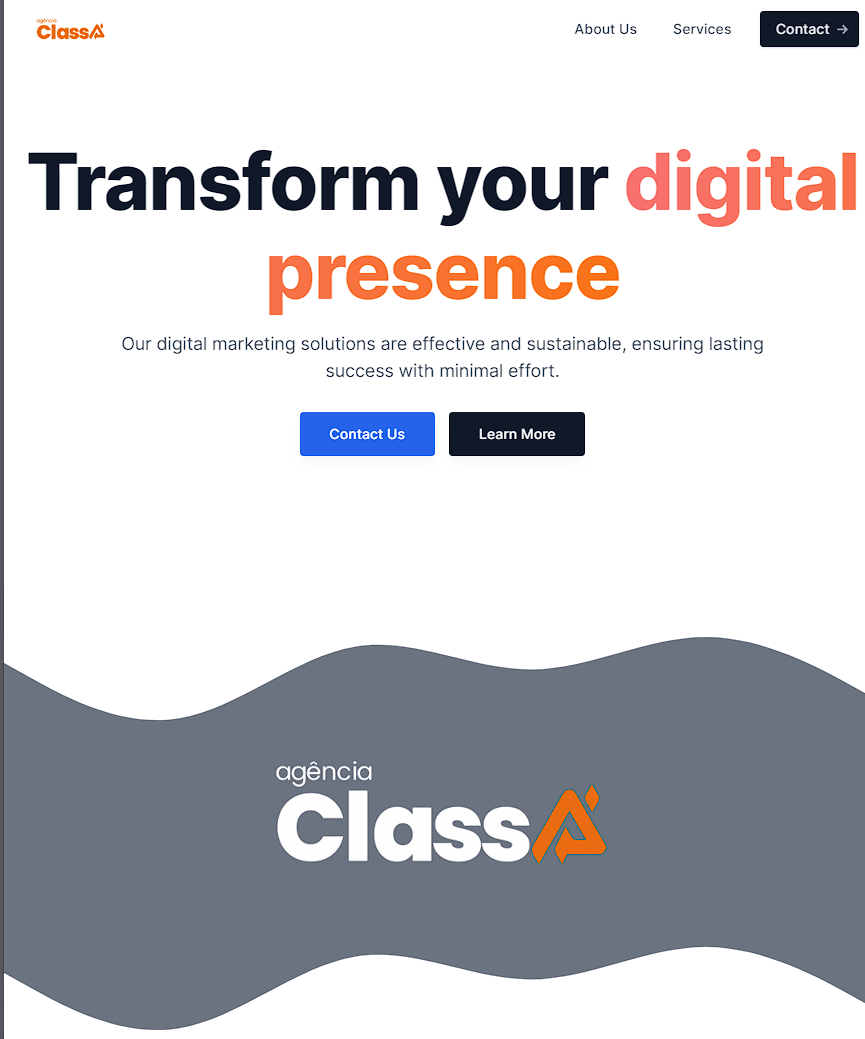 agência
ClassA
About Us
Services
Contact →
Transform your digital
presence
Our digital marketing solutions are effective and sustainable, ensuring lasting
success with minimal effort.
Contact Us
Learn More
agência
ClassA